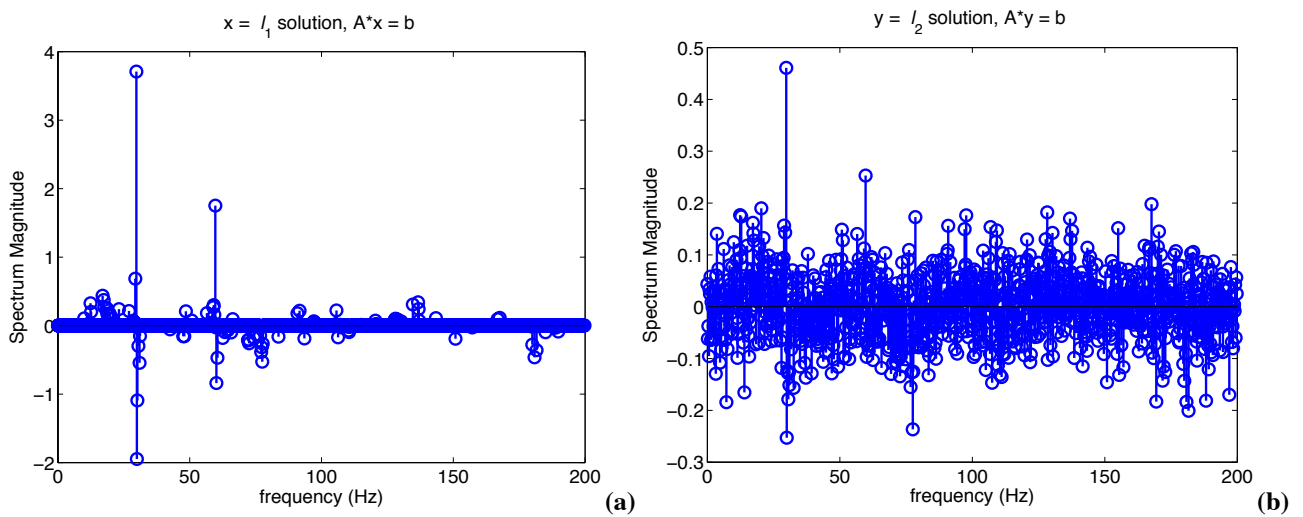 x = l1 solution, A*x = b
4
3
2
1
0
−1
−2
Spectrum Magnitude
0 50 100 150 200
frequency (Hz)
(a)
y = l2 solution, A*y = b
0.5
0.4
0.3
0.2
0.1
0
−0.1
−0.2
−0.3
Spectrum Magnitude
0 50 100 150 200
frequency (Hz)
(b)